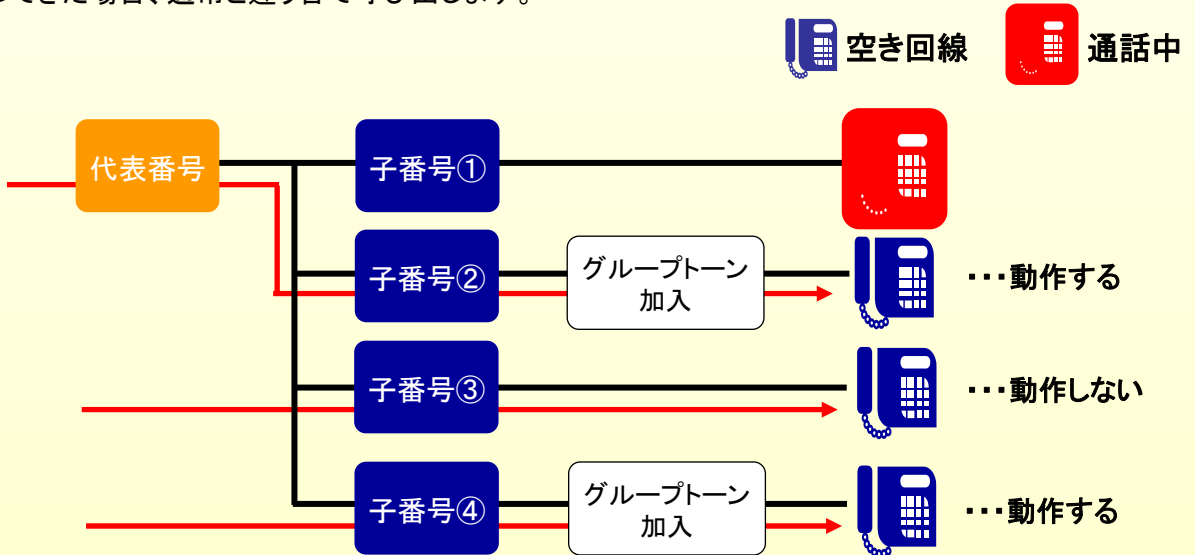 空き回線
通話中
代表番号
子番号①
子番号②
グループトーン
加入
・・・動作する
子番号③
・・・動作しない
子番号④
グループトーン
加入
・・・動作する